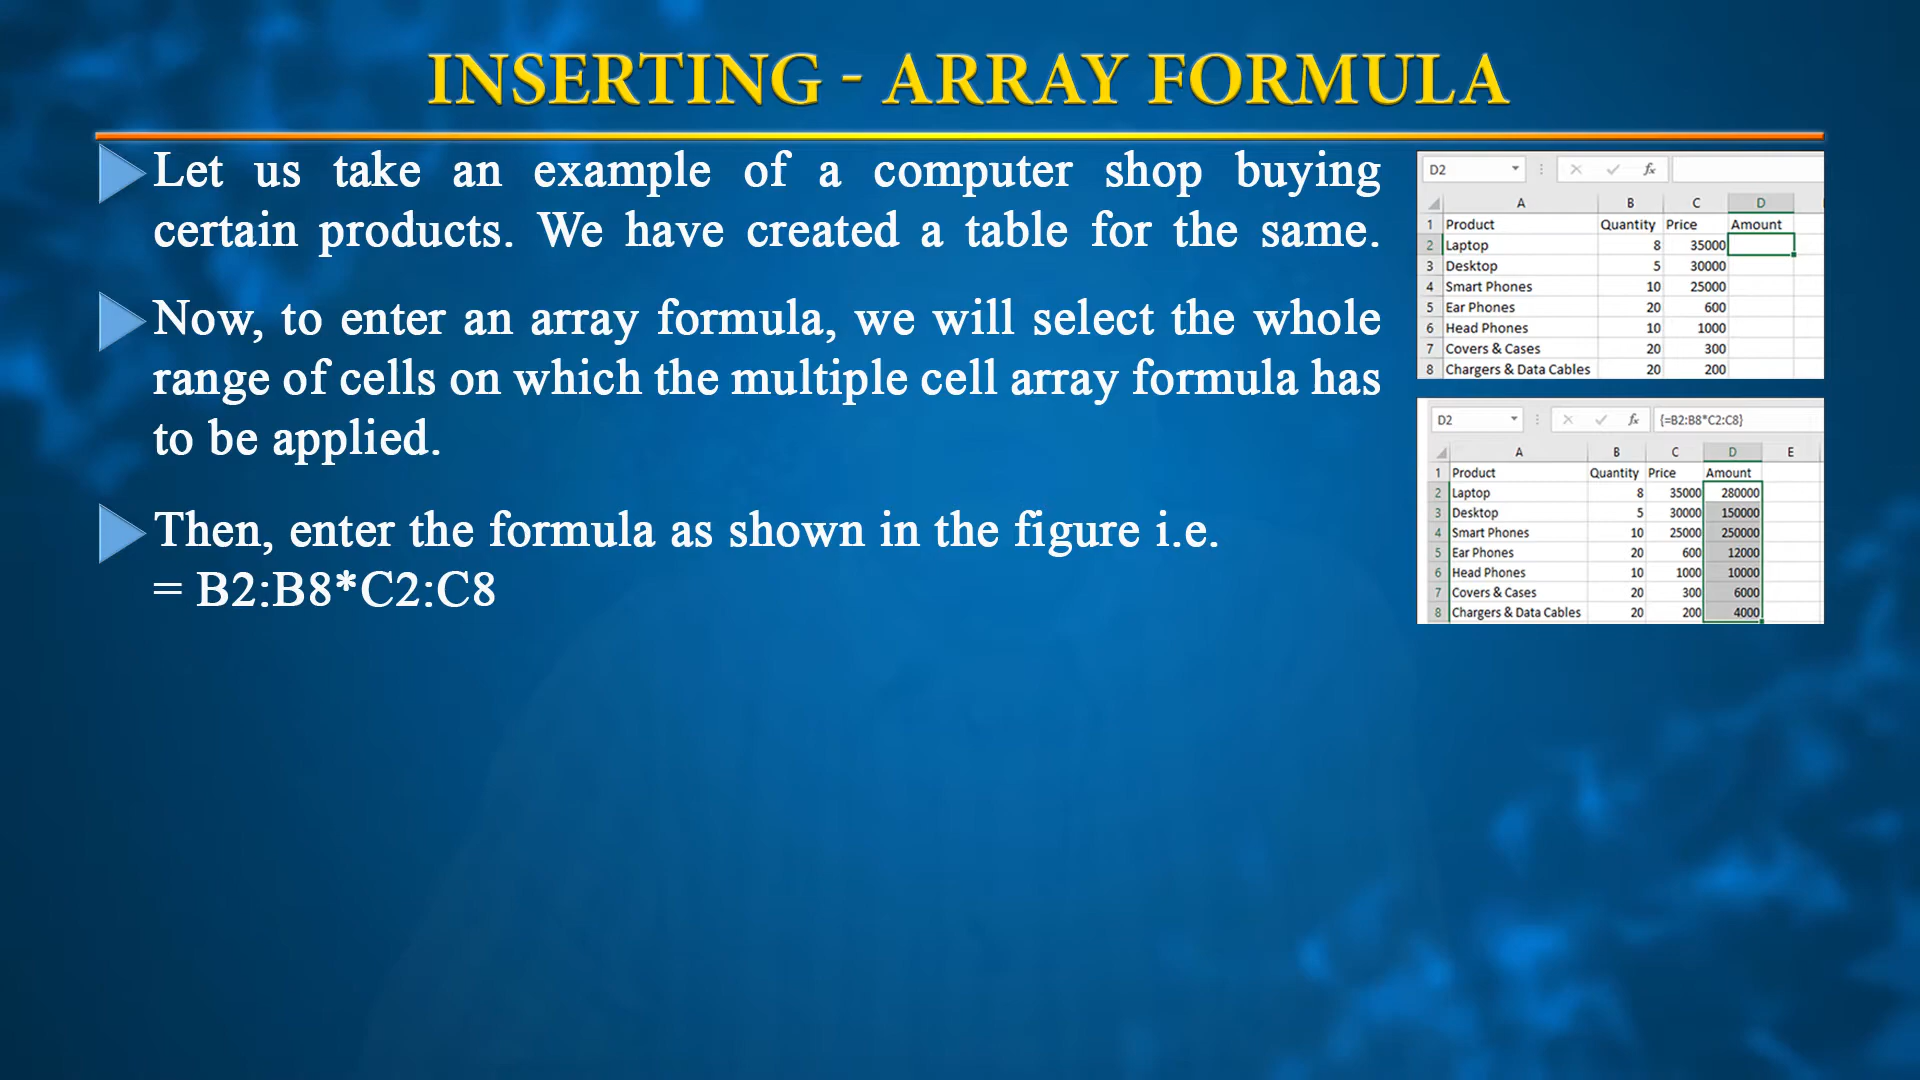 INSERTING - ARRAY FORMULA
Let us take an example of a computer shop buying
certain products. We have created a table for the same.
Now, to enter an array formula, we will select the whole
range of cells on which the multiple cell array formula has
to be applied.
Then, enter the formula as shown in the figure i.e.
= B2:B8*C2:C8
D2 fx
A B C D
1 Product Quantity Price Amount
2 Laptop 8 35000
3 Desktop 5 30000
4 Smart Phones 10 25000
5 Ear Phones 20 600
6 Head Phones 10 1000
7 Covers & Cases 20 300
8 Chargers & Data Cables 20 200
D2 fx {=B2:B8*C2:C8}
A B C D E
1 Product Quantity Price Amount
2 Laptop 8 35000 280000
3 Desktop 5 30000 150000
4 Smart Phones 10 25000 250000
5 Ear Phones 20 600 12000
6 Head Phones 10 1000 10000
7 Covers & Cases 20 300 6000
8 Chargers & Data Cables 20 200 4000